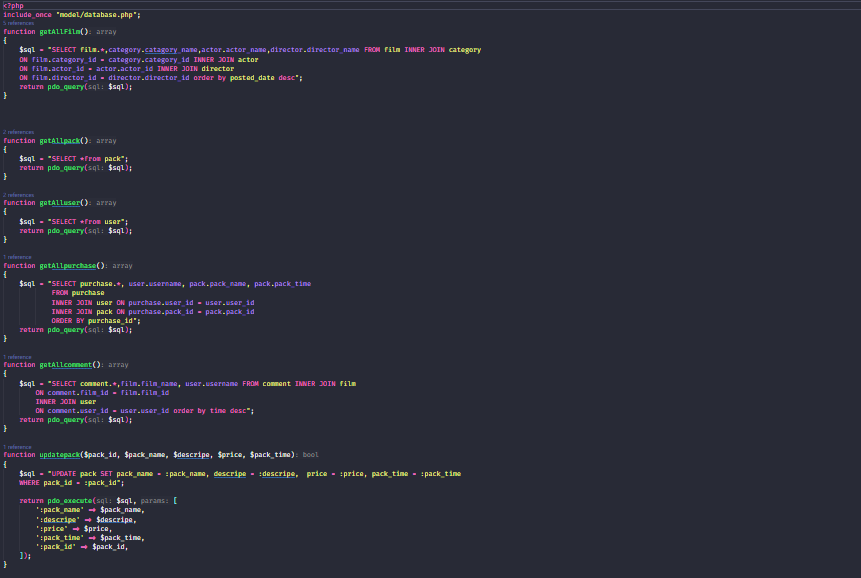 <?php
include_once "model/database.php";
5 references
function getAllFilm(): array
{
$sql = "SELECT film.*,category.catagory_name,actor.actor_name,director.director_name FROM film INNER JOIN category
ON film.category_id = category.category_id INNER JOIN actor
ON film.actor_id = actor.actor_id INNER JOIN director
ON film.director_id = director.director_id order by posted_date desc";
return pdo_query(sql: $sql);
}
2 references
function getAllpack(): array
{
$sql = "SELECT *from pack";
return pdo_query(sql: $sql);
}
2 references
function getAlluser(): array
{
$sql = "SELECT *from user";
return pdo_query(sql: $sql);
}
1 reference
function getAllpurchase(): array
{
$sql = "SELECT purchase.*, user.username, pack.pack_name, pack.pack_time
FROM purchase
INNER JOIN user ON purchase.user_id = user.user_id
INNER JOIN pack ON purchase.pack_id = pack.pack_id
ORDER BY purchase_id";
return pdo_query(sql: $sql);
}
1 reference
function getAllcomment(): array
{
$sql = "SELECT comment.*,film.film_name, user.username FROM comment INNER JOIN film
ON comment.film_id = film.film_id
INNER JOIN user
ON comment.user_id = user.user_id order by time desc";
return pdo_query(sql: $sql);
}
1 reference
function updatepack($pack_id, $pack_name, $descripe, $price, $pack_time): bool
{
$sql = "UPDATE pack SET pack_name = :pack_name, descripe = :descripe,  price = :price, pack_time = :pack_time
WHERE pack_id = :pack_id";
return pdo_execute(sql: $sql, params: [
':pack_name' => $pack_name,
':descripe' => $descripe,
':price' => $price,
':pack_time' => $pack_time,
':pack_id' => $pack_id,
]);
}